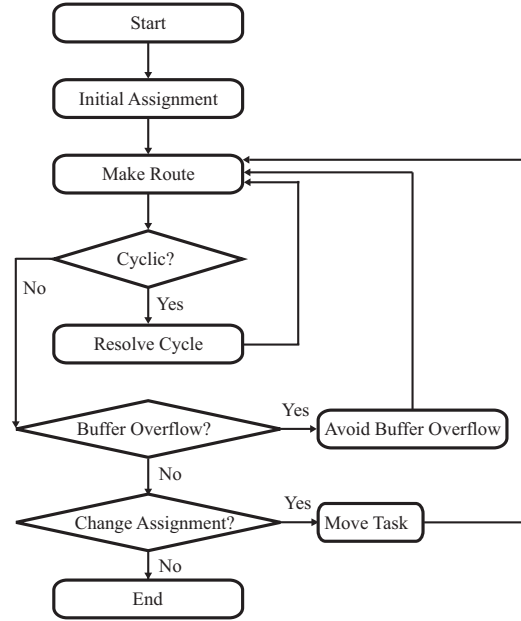 Start
Initial Assignment
Make Route
Cyclic?
No
Yes
Resolve Cycle
Buffer Overflow?
Yes
Avoid Buffer Overflow
No
Change Assignment?
Yes
Move Task
No
End